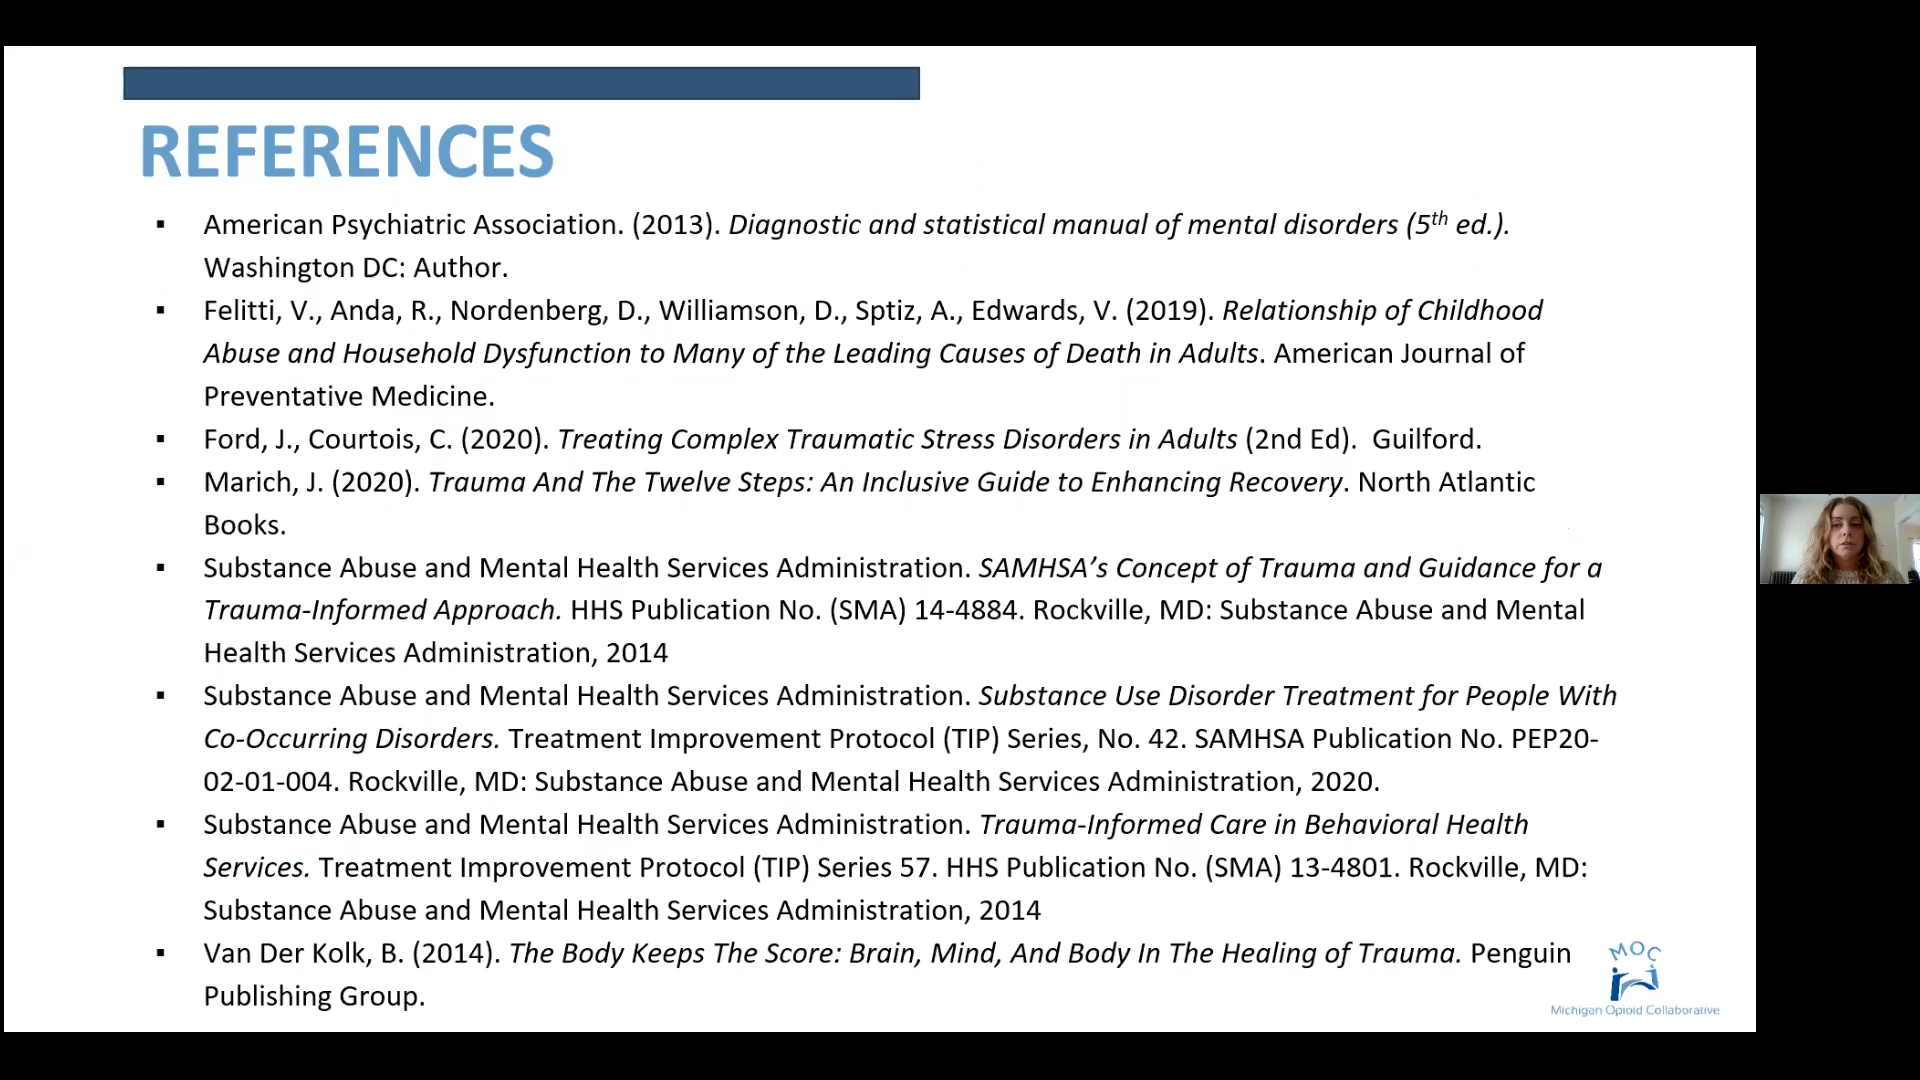 REFERENCES
▪ American Psychiatric Association. (2013). Diagnostic and statistical manual of mental disorders (5th ed.).
Washington DC: Author.
▪ Felitti, V., Anda, R., Nordenberg, D., Williamson, D., Sptiz, A., Edwards, V. (2019). Relationship of Childhood
Abuse and Household Dysfunction to Many of the Leading Causes of Death in Adults. American Journal of
Preventative Medicine.
▪ Ford, J., Courtois, C. (2020). Treating Complex Traumatic Stress Disorders in Adults (2nd Ed).  Guilford.
▪ Marich, J. (2020). Trauma And The Twelve Steps: An Inclusive Guide to Enhancing Recovery. North Atlantic
Books.
▪ Substance Abuse and Mental Health Services Administration. SAMHSA’s Concept of Trauma and Guidance for a
Trauma-Informed Approach. HHS Publication No. (SMA) 14-4884. Rockville, MD: Substance Abuse and Mental
Health Services Administration, 2014
▪ Substance Abuse and Mental Health Services Administration. Substance Use Disorder Treatment for People With
Co-Occurring Disorders. Treatment Improvement Protocol (TIP) Series, No. 42. SAMHSA Publication No. PEP20-
02-01-004. Rockville, MD: Substance Abuse and Mental Health Services Administration, 2020.
▪ Substance Abuse and Mental Health Services Administration. Trauma-Informed Care in Behavioral Health
Services. Treatment Improvement Protocol (TIP) Series 57. HHS Publication No. (SMA) 13-4801. Rockville, MD:
Substance Abuse and Mental Health Services Administration, 2014
▪ Van Der Kolk, B. (2014). The Body Keeps The Score: Brain, Mind, And Body In The Healing of Trauma. Penguin
Publishing Group.
MOC
Michigan Opioid Collaborative